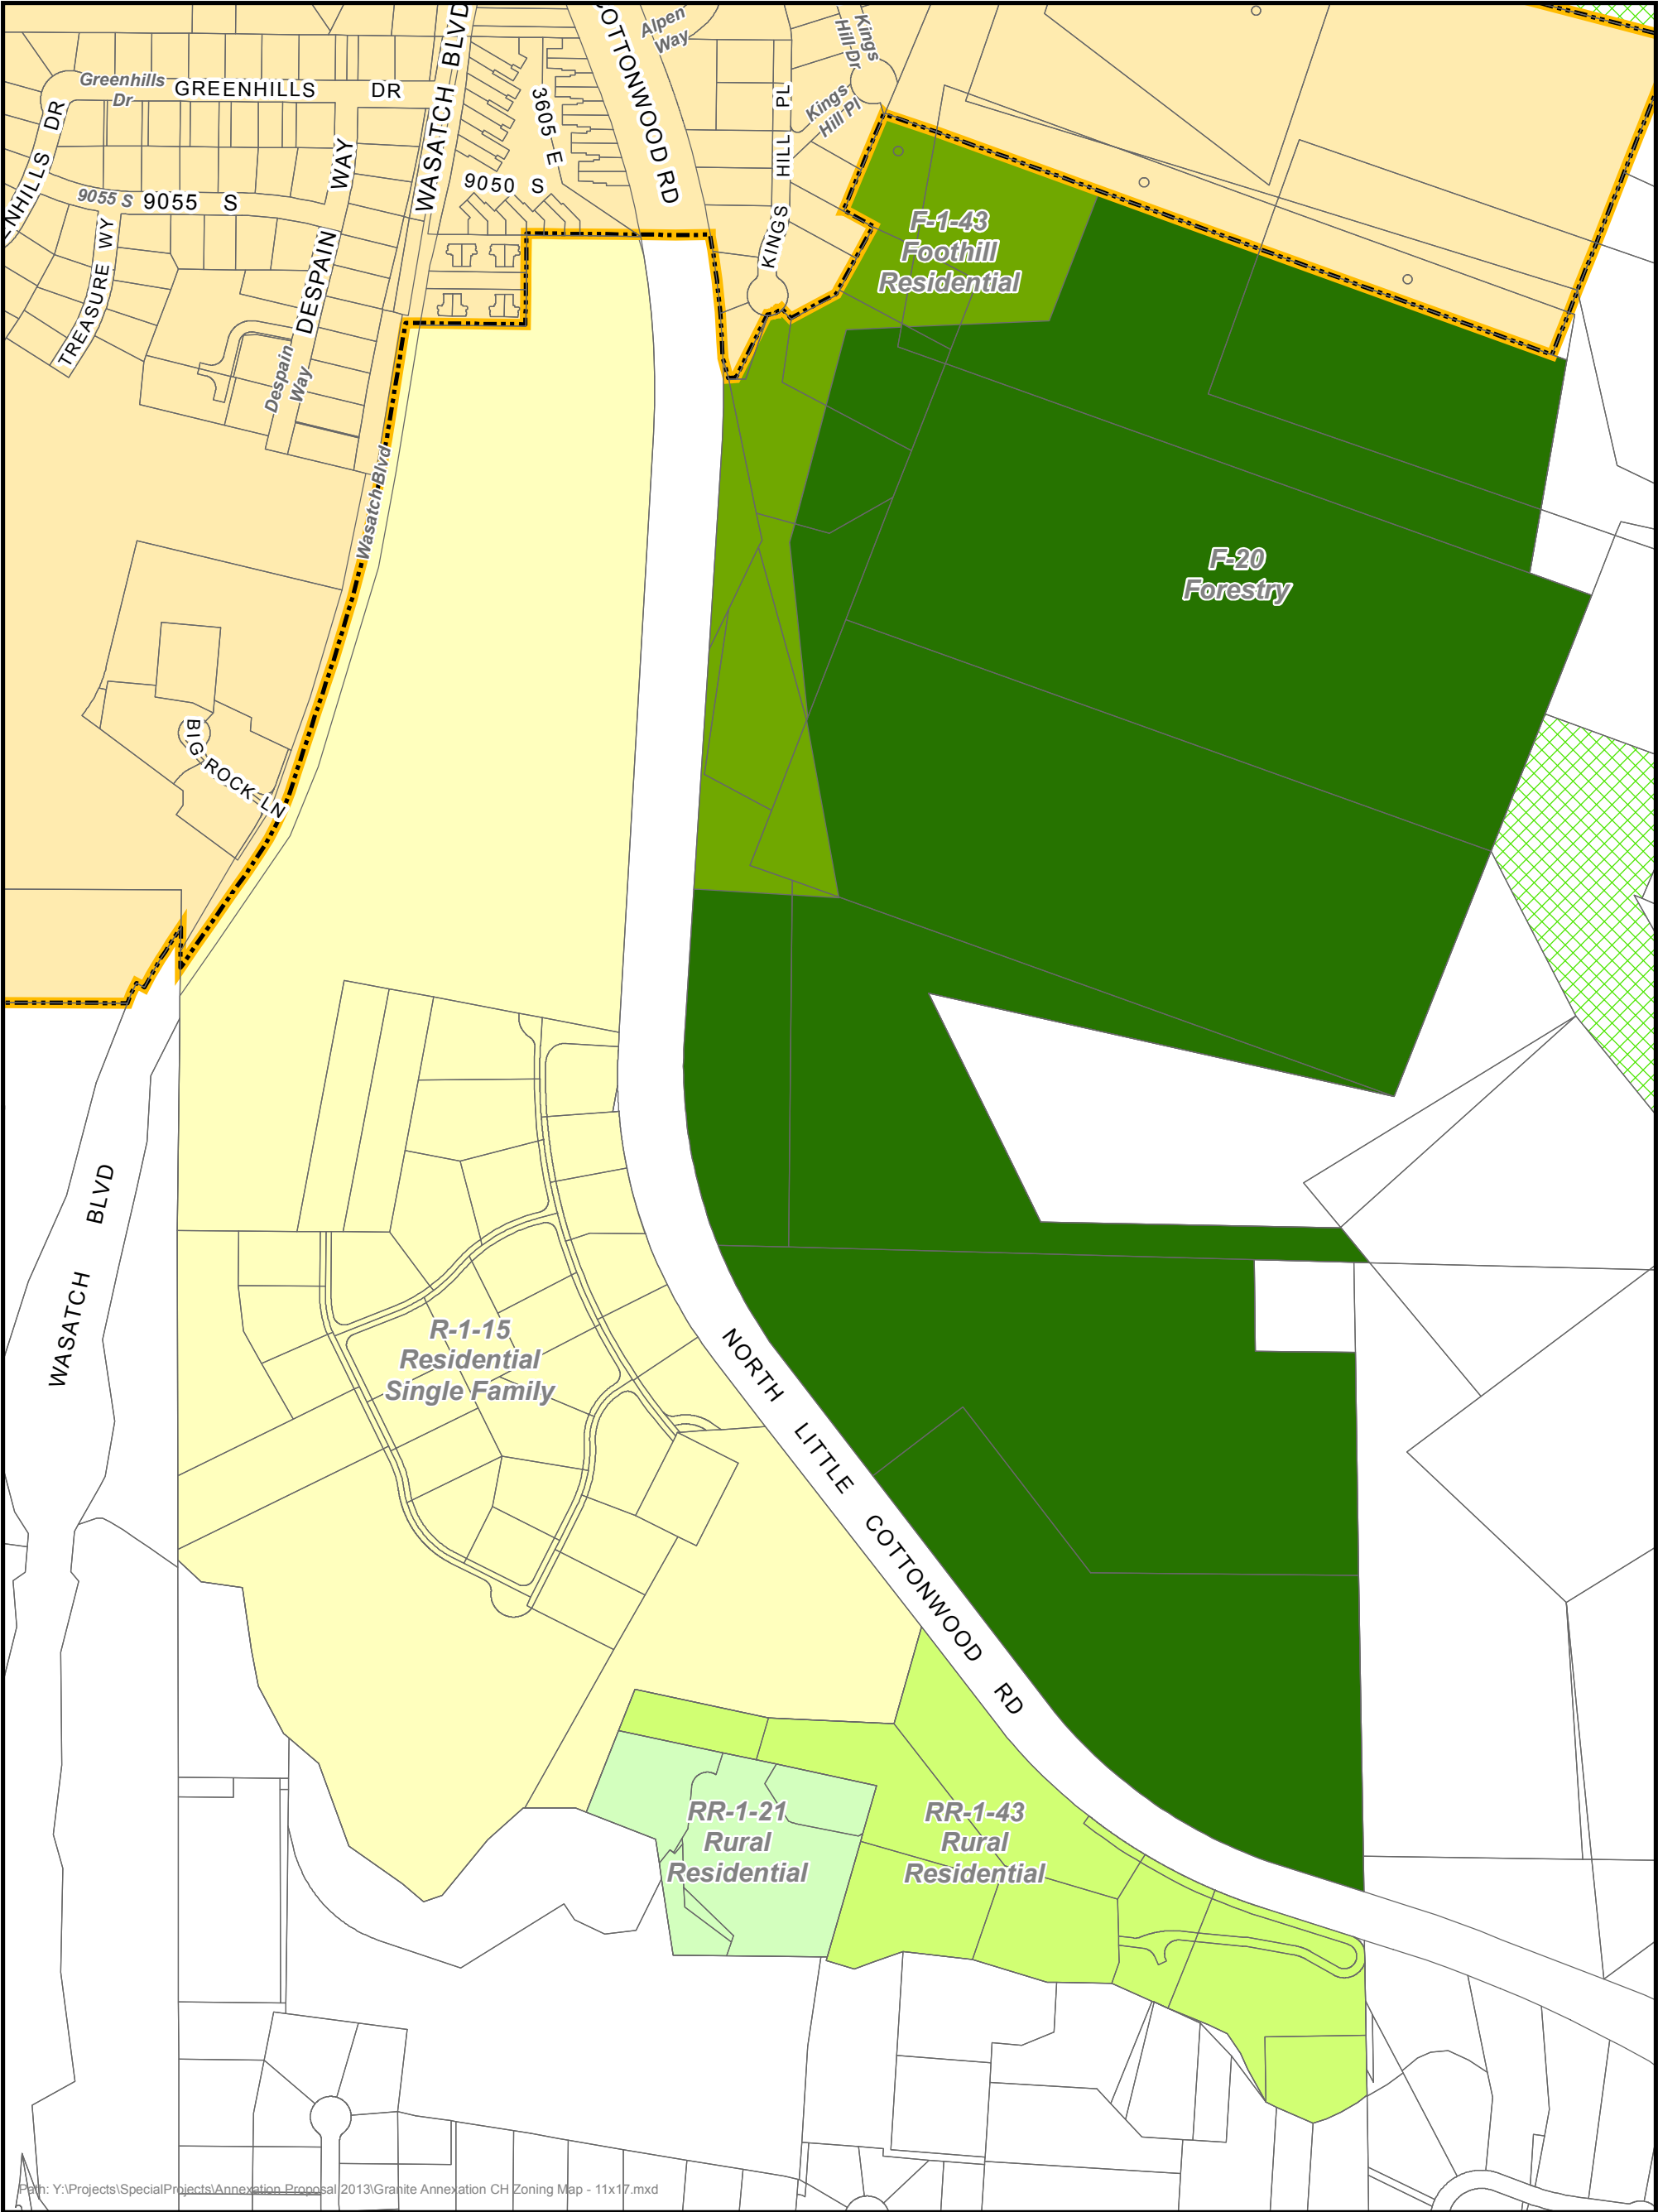 WASATCH BLVD
COTTONWOOD RD
Alpen
Way
Kings
Hill Dr
Greenhills
Dr
GREENHILLS DR
GREENHILLS DR
3605 E
KINGS HILL PL
Kings
Hill Pl
WAY
DESPAIN
9055 S
9055 S
9050 S
TREASURE WY
F-1-43
Foothill
Residential
Despain
Way
Wasatch Blvd
F-20
Forestry
BIG ROCK LN
WASATCH BLVD
R-1-15
Residential
Single Family
NORTH LITTLE COTTONWOOD RD
RR-1-21
Rural
Residential
RR-1-43
Rural
Residential
Path: Y:\Projects\SpecialProjects\Annexation Proposal 2013\Granite Annexation CH Zoning Map - 11x17.mxd